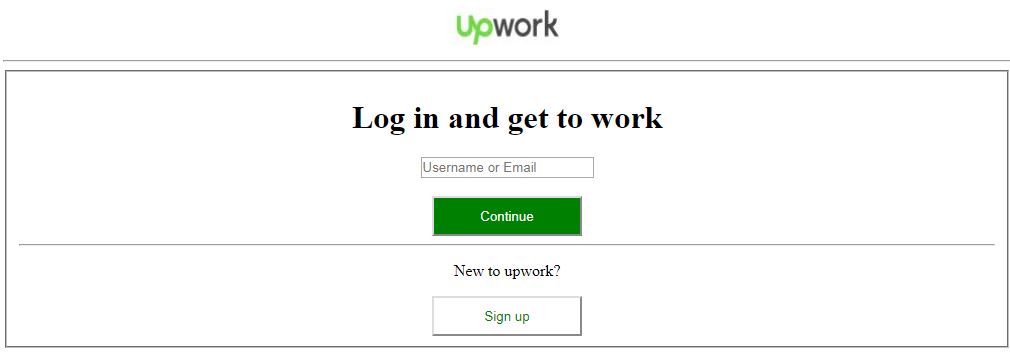 Upwork
Log in and get to work
Username or Email
Continue
New to upwork?
Sign up